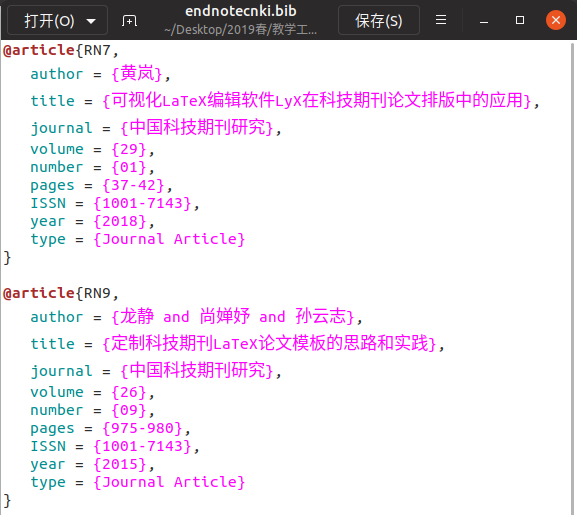 打开(O)
endnotecnki.bib
~/Desktop/2019春/教学工...
保存(S)
@article{RN7,
author = {黄岚},
title = {可视化LaTeX编辑软件LyX在科技期刊论文排版中的应用},
journal = {中国科技期刊研究},
volume = {29},
number = {01},
pages = {37-42},
ISSN = {1001-7143},
year = {2018},
type = {Journal Article}
}
@article{RN9,
author = {龙静 and 尚婵妤 and 孙云志},
title = {定制科技期刊LaTeX论文模板的思路和实践},
journal = {中国科技期刊研究},
volume = {26},
number = {09},
pages = {975-980},
ISSN = {1001-7143},
year = {2015},
type = {Journal Article}
}